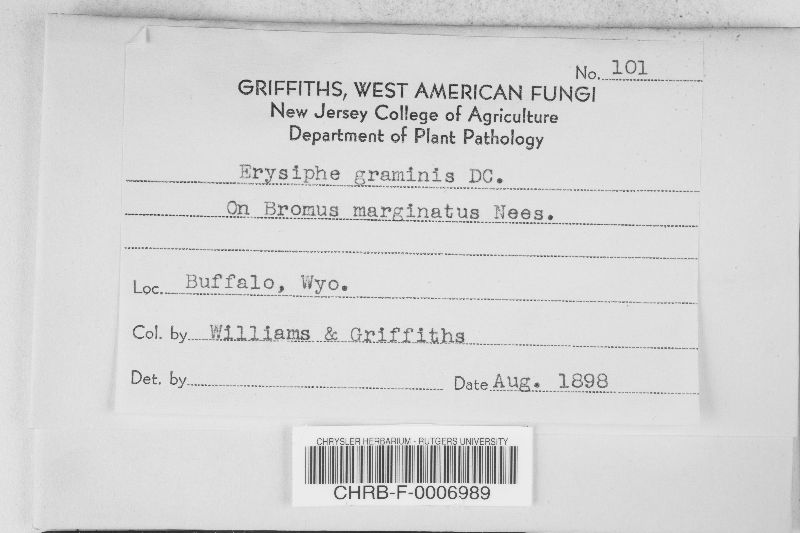 No. 101
GRIFFITHS, WEST AMERICAN FUNGI
New Jersey College of Agriculture
Department of Plant Pathology
Erysiphe graminis DC.
On Bromus marginatus Nees.
Loc. Buffalo, Wyo.
Col. by Williams & Griffiths
Det. by
Date Aug. 1898
CHRYSLER HERBARIUM - RUTGERS UNIVERSITY
CHRB-F-0006989